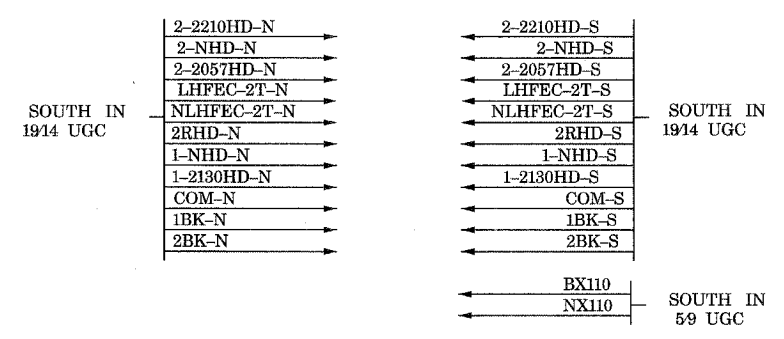 2-2210HD-N
2-NHD-N
2-2057HD-N
LHFEC-2T-N
NLHFEC-2T-N
2RHD-N
1-NHD-N
1-2130HD-N
COM-N
1BK-N
2BK-N
SOUTH IN
19/14 UGC
2-2210HD-S
2-NHD-S
2-2057HD-S
LHFEC-2T-S
NLHFEC-2T-S
2RHD-S
1-NHD-S
1-2130HD-S
COM-S
1BK-S
2BK-S
SOUTH IN
19/14 UGC
BX110
NX110
SOUTH IN
5/9 UGC